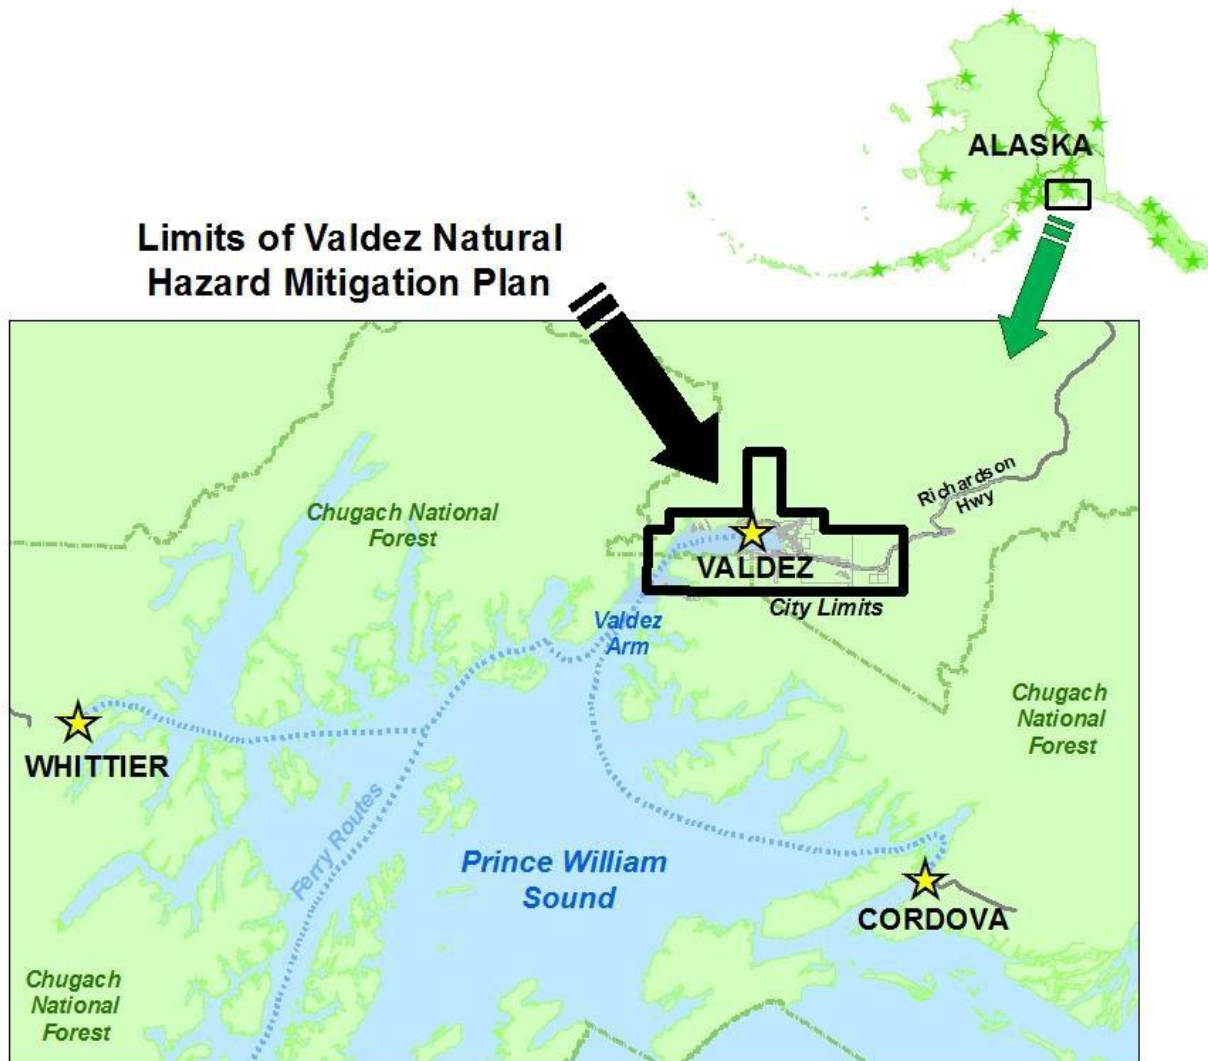 ALASKA
Limits of Valdez Natural
Hazard Mitigation Plan
Richardson
Hwy
Chugach National
Forest
VALDEZ
City Limits
Valdez
Arm
Chugach
National
Forest
WHITTIER
Ferry Routes
Prince William
Sound
CORDOVA
Chugach
National
Forest